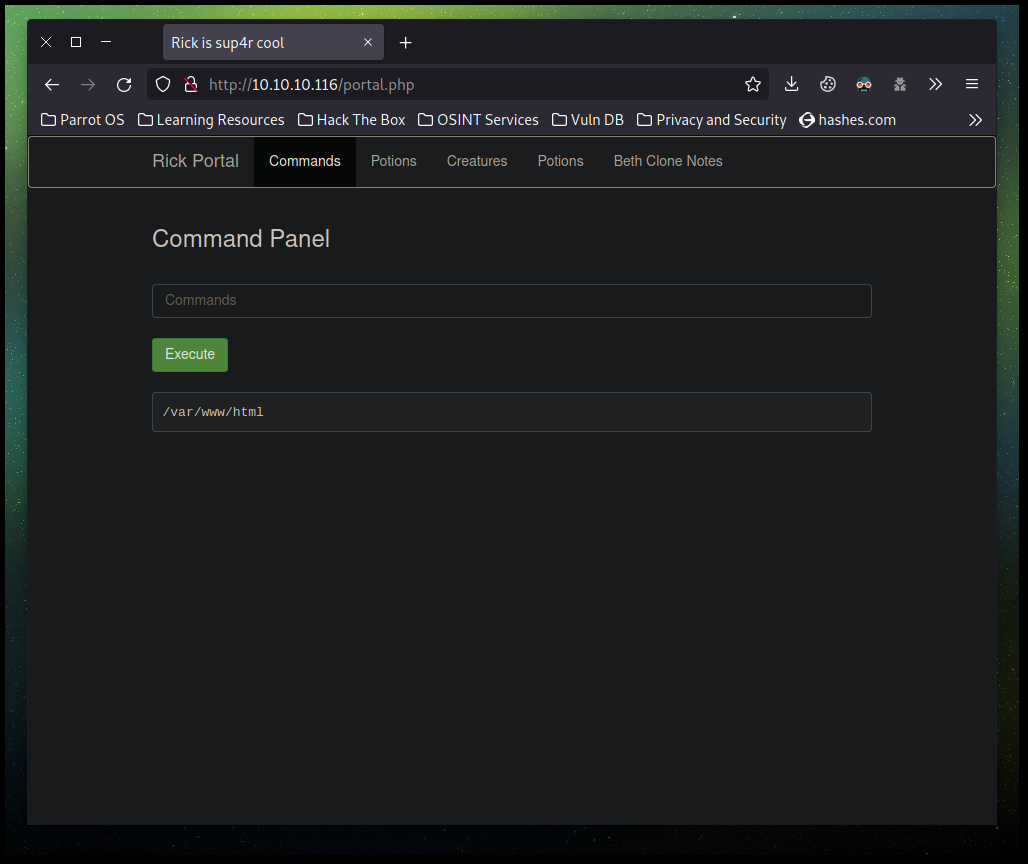 Rick is sup4r cool
http://10.10.10.116/portal.php
Parrot OS Learning Resources Hack The Box OSINT Services Vuln DB Privacy and Security hashes.com
Rick Portal Commands Potions Creatures Potions Beth Clone Notes
Command Panel
Commands
Execute
/var/www/html